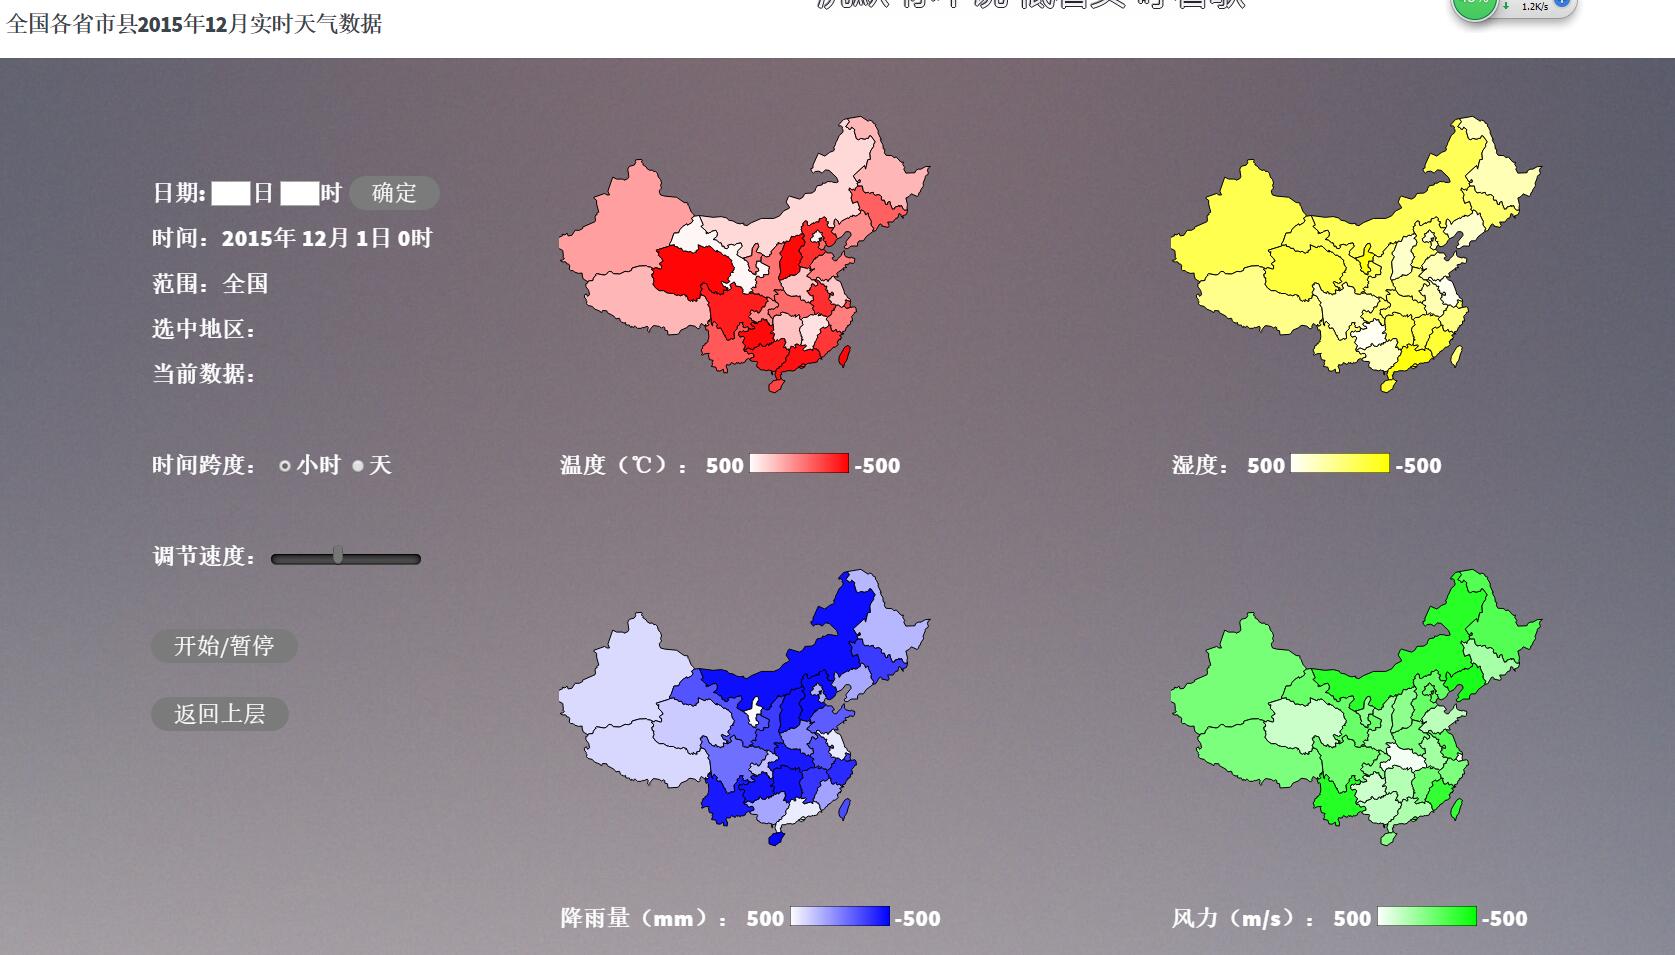 全国各省市县2015年12月实时天气数据
1.2K/s
日期: 日 时 确定
时间：2015年 12月 1日 0时
范围：全国
选中地区：
当前数据：
时间跨度： 小时 天
调节速度：
开始/暂停
返回上层
温度（℃）： 500 -500
湿度： 500 -500
降雨量（mm）： 500 -500
风力（m/s）： 500 -500